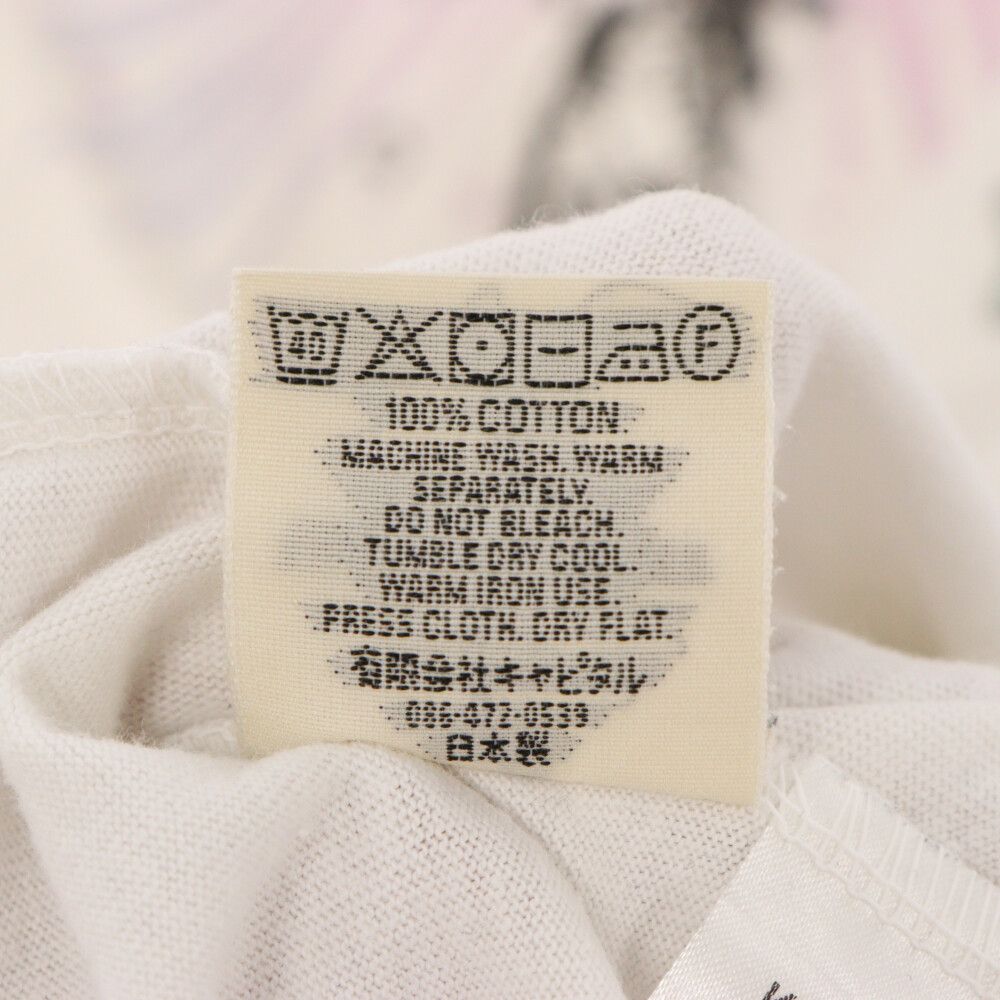 40 F
100% COTTON.
MACHINE WASH. WARM
SEPARATELY.
DO NOT BLEACH.
TUMBLE DRY COOL.
WARM IRON USE.
PRESS CLOTH. DRY FLAT.
有限会社キャピタル
086-472-0539
日本製